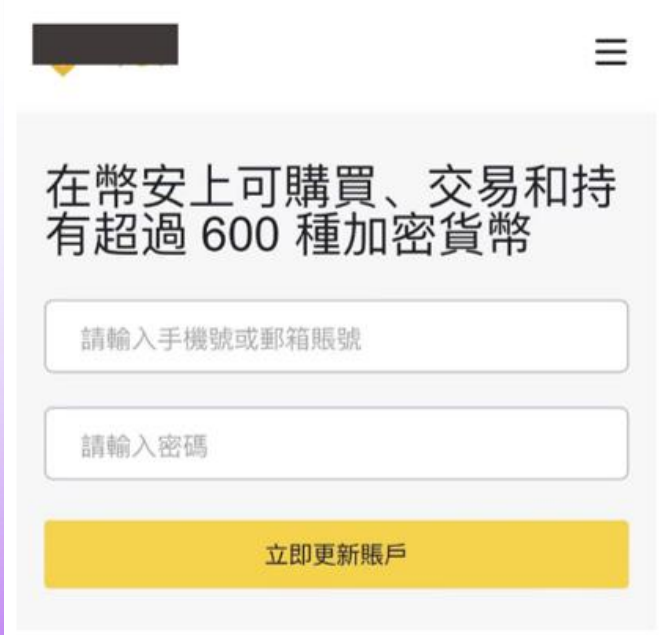 在幣安上可購買、交易和持
有超過 600 種加密貨幣
請輸入手機號或郵箱賬號
請輸入密碼
立即更新賬戶